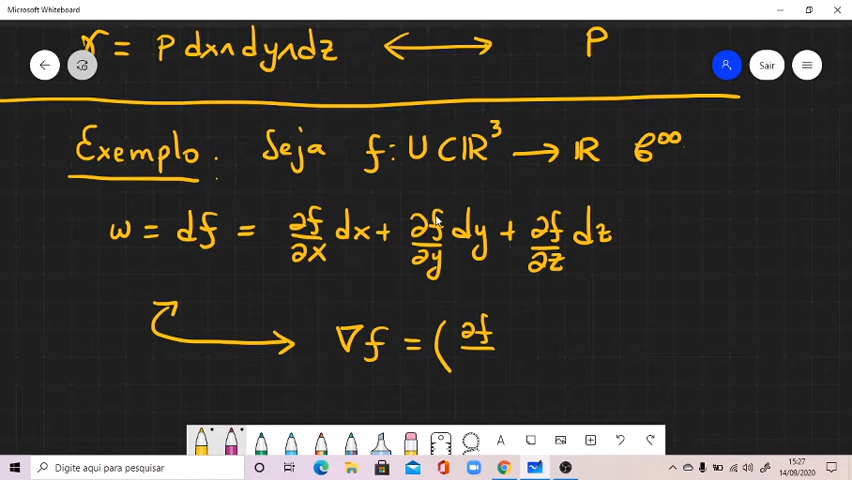 Microsoft Whiteboard
γ = P dx∧dy∧dz ⟷ P
Sair
Exemplo: Seja f: U ⊂ ℝ³ ⟶ ℝ C^∞
ω = df = ∂f/∂x dx + ∂f/∂y dy + ∂f/∂z dz
∇f = ( ∂f
Digite aqui para pesquisar
15:27
14/09/2020